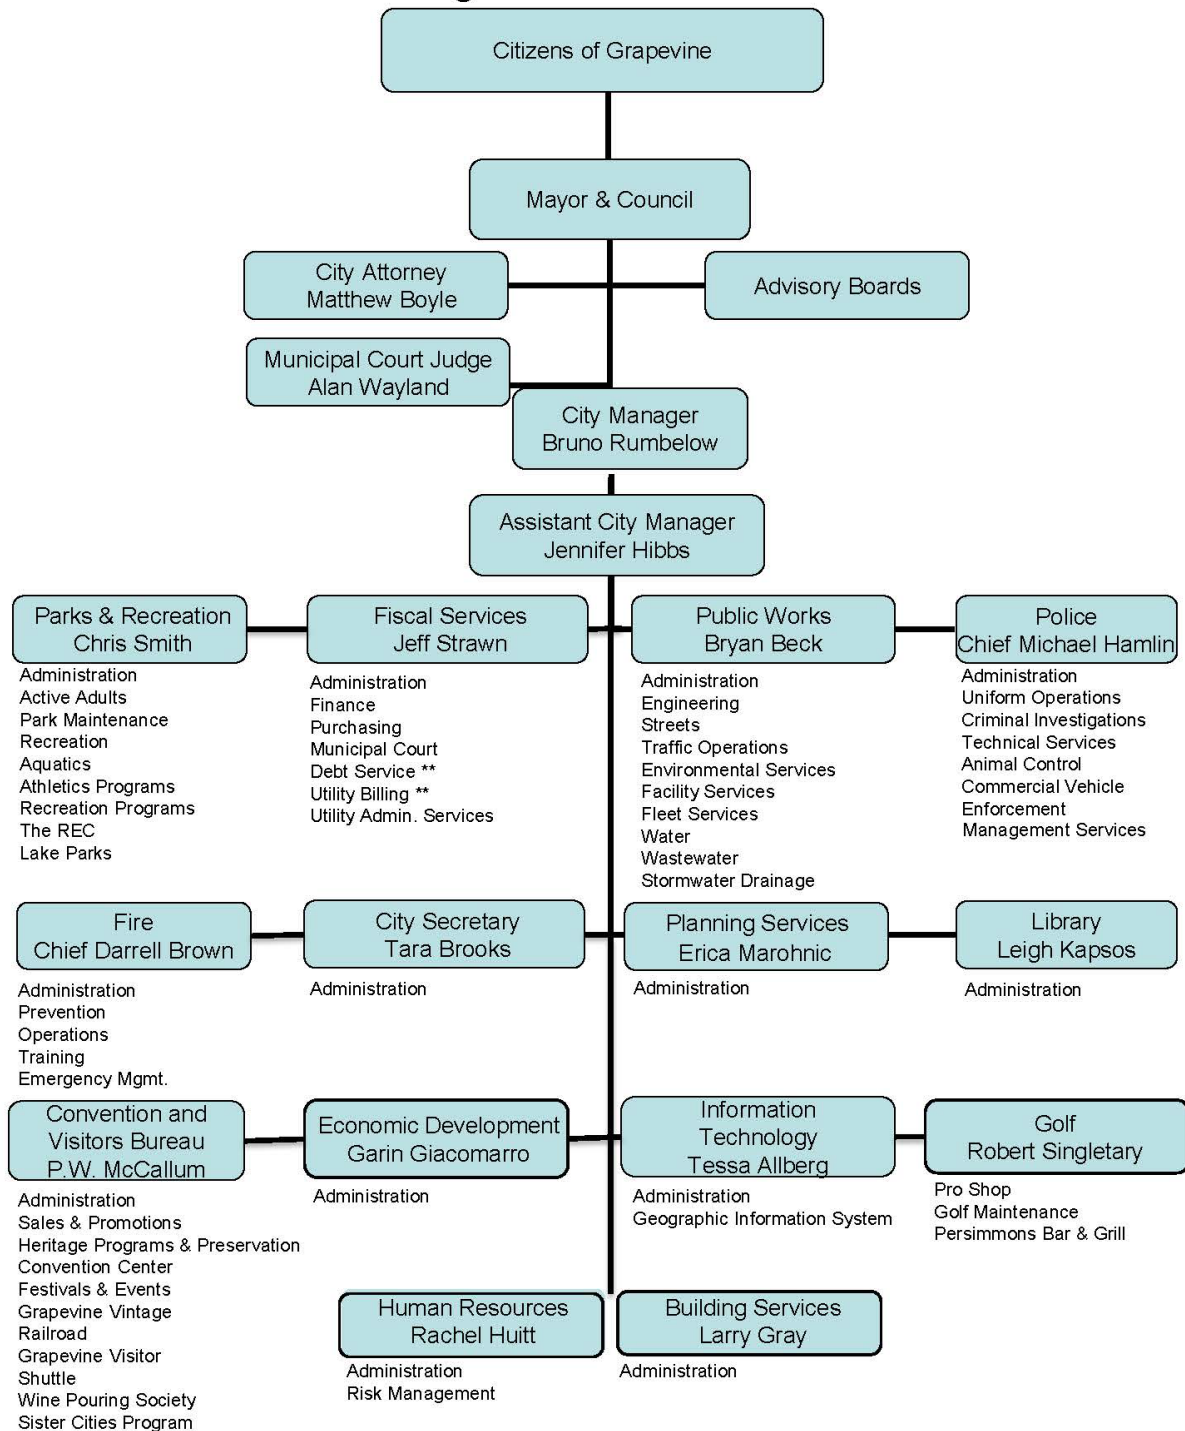 Citizens of Grapevine
Mayor & Council
City Attorney
Matthew Boyle
Advisory Boards
Municipal Court Judge
Alan Wayland
City Manager
Bruno Rumbelow
Assistant City Manager
Jennifer Hibbs
Parks & Recreation
Chris Smith
Administration
Active Adults
Park Maintenance
Recreation
Aquatics
Athletics Programs
Recreation Programs
The REC
Lake Parks
Fiscal Services
Jeff Strawn
Administration
Finance
Purchasing
Municipal Court
Debt Service **
Utility Billing **
Utility Admin. Services
Public Works
Bryan Beck
Administration
Engineering
Streets
Traffic Operations
Environmental Services
Facility Services
Fleet Services
Water
Wastewater
Stormwater Drainage
Police
Chief Michael Hamlin
Administration
Uniform Operations
Criminal Investigations
Technical Services
Animal Control
Commercial Vehicle
Enforcement
Management Services
Fire
Chief Darrell Brown
Administration
Prevention
Operations
Training
Emergency Mgmt.
City Secretary
Tara Brooks
Administration
Planning Services
Erica Marohnic
Administration
Library
Leigh Kapsos
Administration
Convention and
Visitors Bureau
P.W. McCallum
Administration
Sales & Promotions
Heritage Programs & Preservation
Convention Center
Festivals & Events
Grapevine Vintage
Railroad
Grapevine Visitor
Shuttle
Wine Pouring Society
Sister Cities Program
Economic Development
Garin Giacomarro
Administration
Information
Technology
Tessa Allberg
Administration
Geographic Information System
Golf
Robert Singletary
Pro Shop
Golf Maintenance
Persimmons Bar & Grill
Human Resources
Rachel Huitt
Administration
Risk Management
Building Services
Larry Gray
Administration